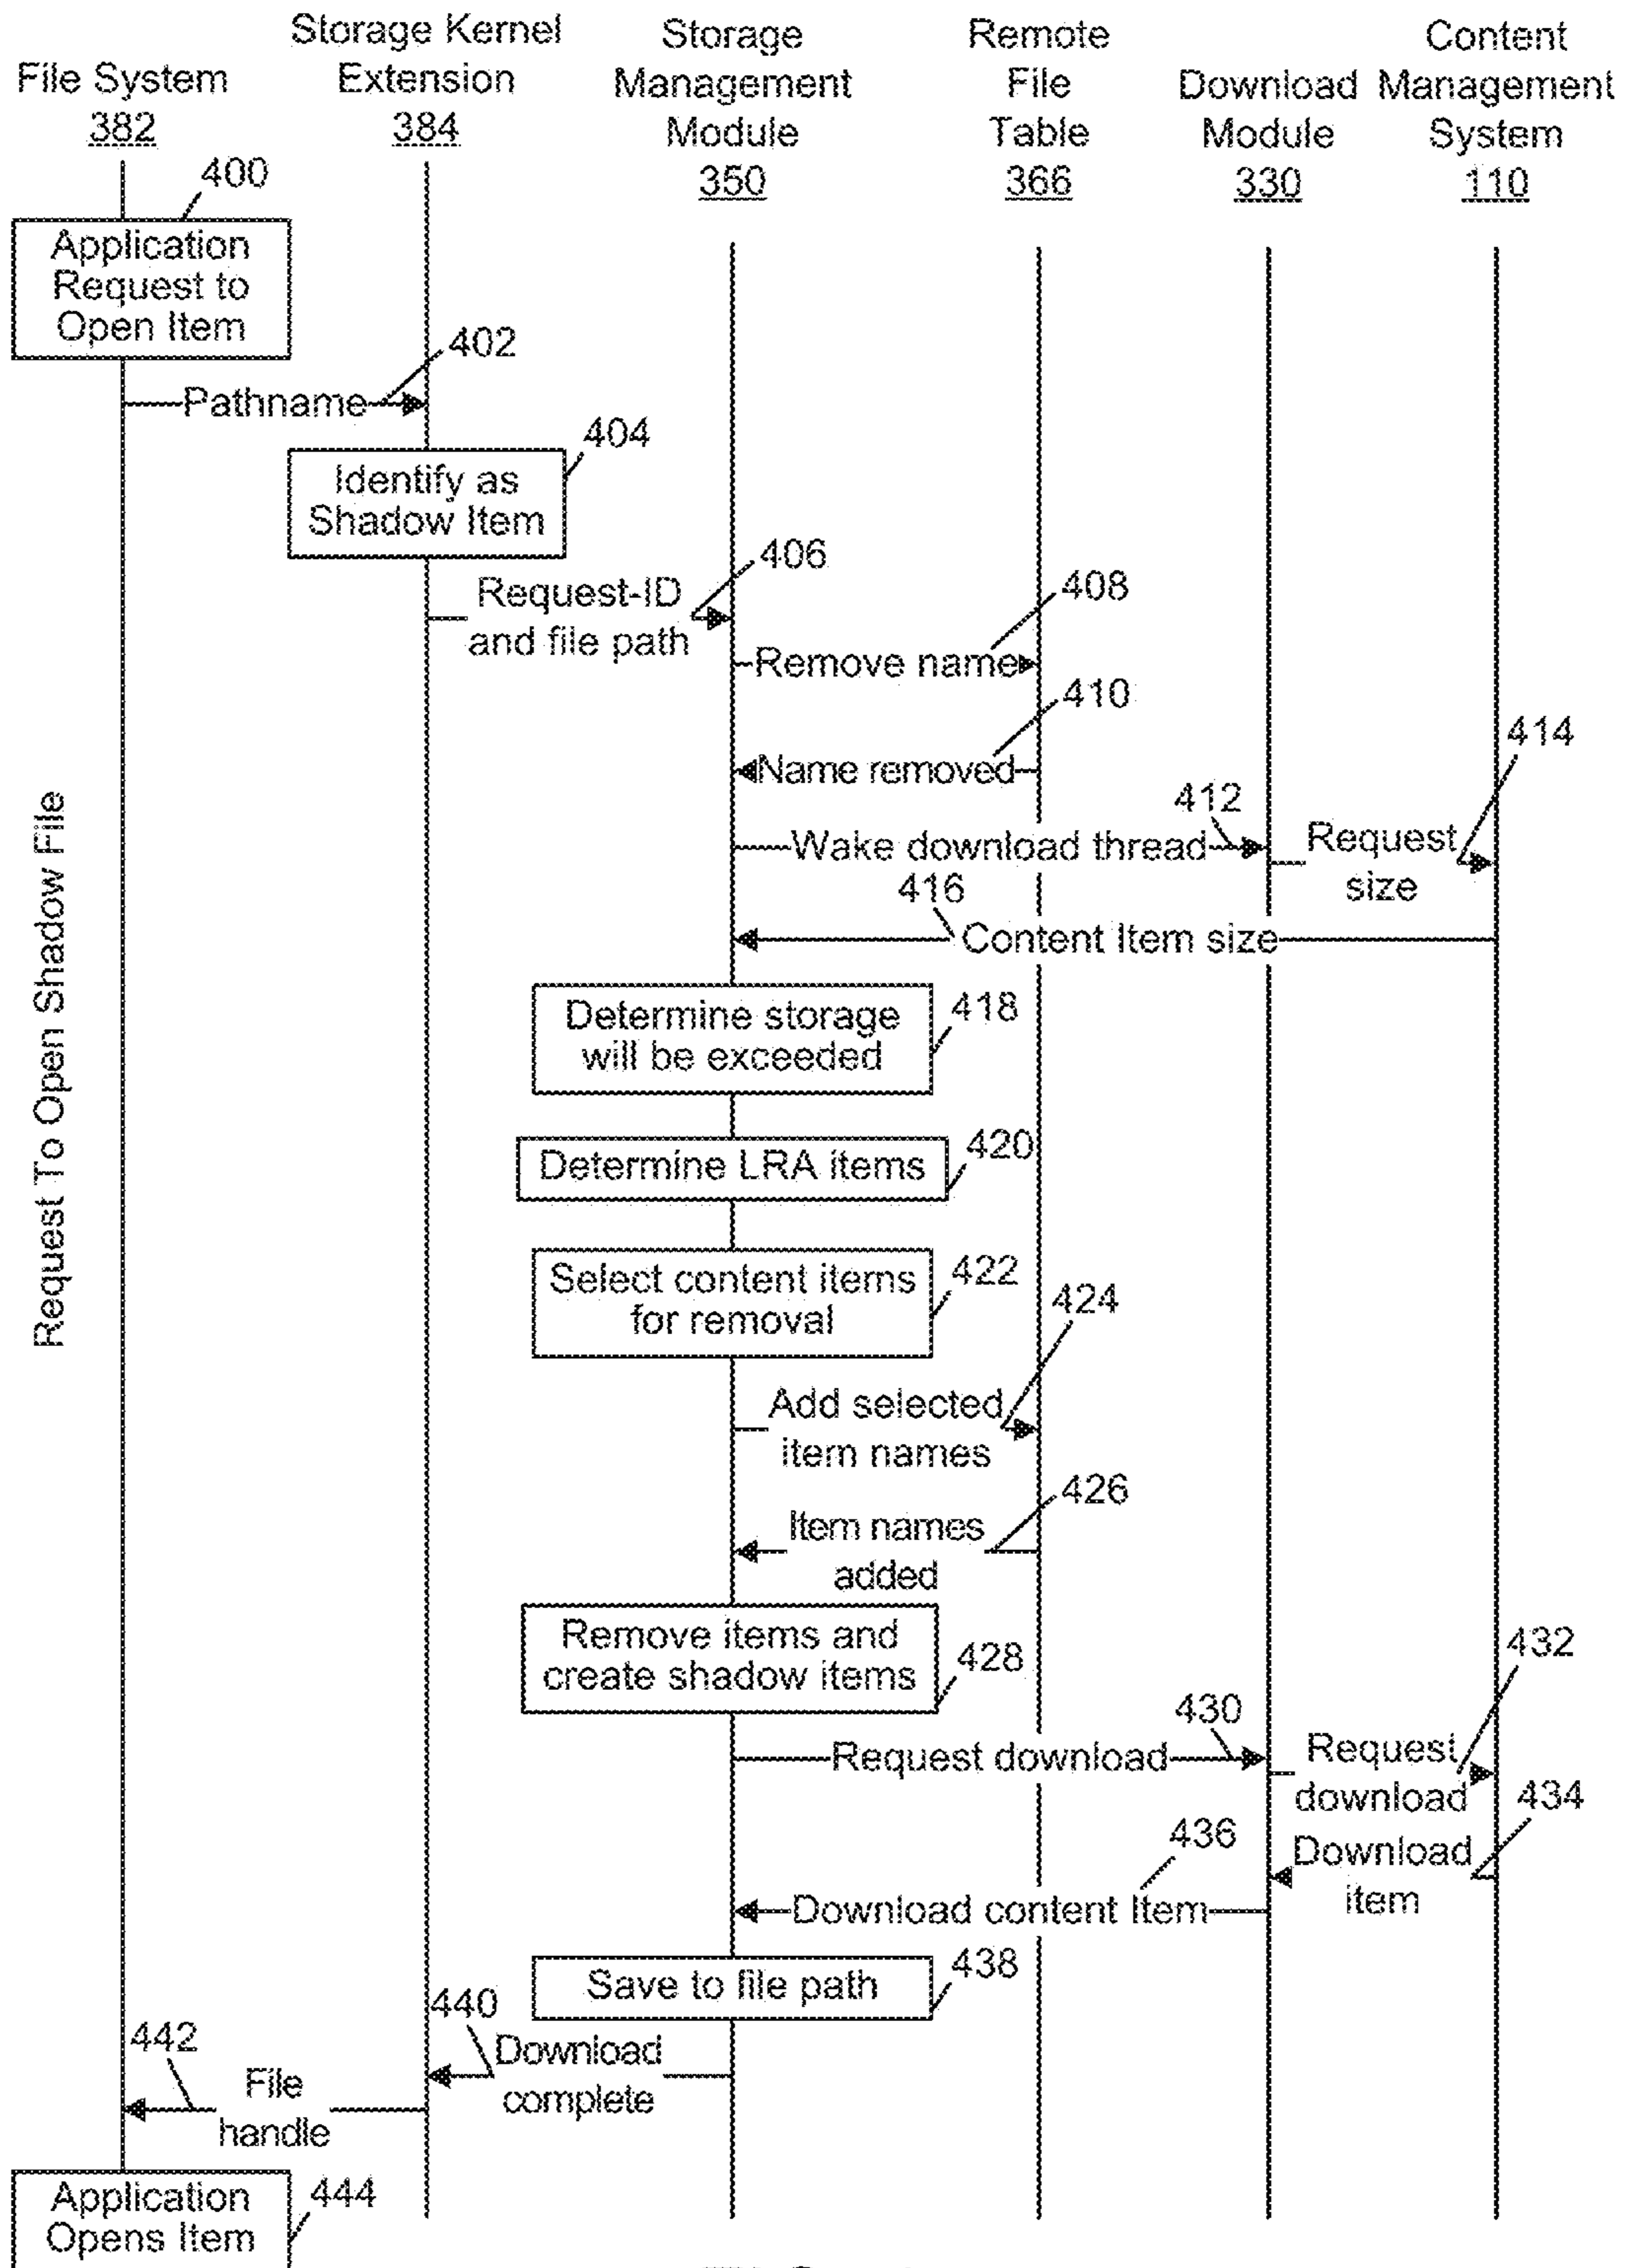 File System
382
Storage Kernel
Extension
384
Storage
Management
Module
350
Remote
File
Table
366
Download
Module
330
Content
Management
System
110
400
Application
Request to
Open Item
402
Pathname
404
Identify as
Shadow Item
406
Request-ID
and file path
408
Remove name
410
Name removed
412
Wake download thread
414
Request
size
416
Content Item size
Determine storage
will be exceeded
418
Determine LRA items
420
Select content items
for removal
422
424
Add selected
item names
426
Item names
added
Remove items and
create shadow items
428
430
Request download
432
Request
download
434
Download
item
436
Download content Item
Save to file path
438
440
Download
complete
442
File
handle
Application
Opens Item
444
Request To Open Shadow File